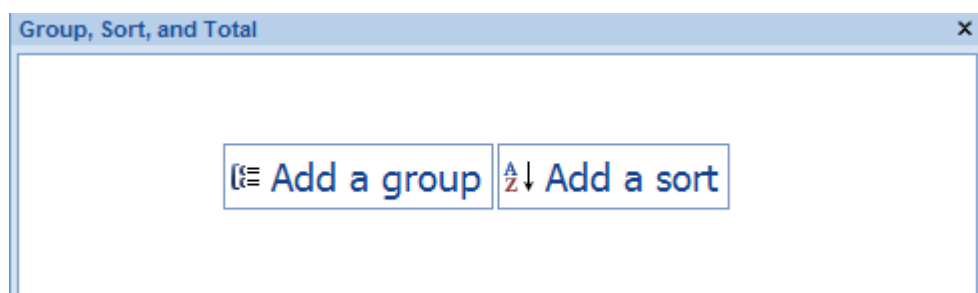 Group, Sort, and Total
Add a group
Add a sort